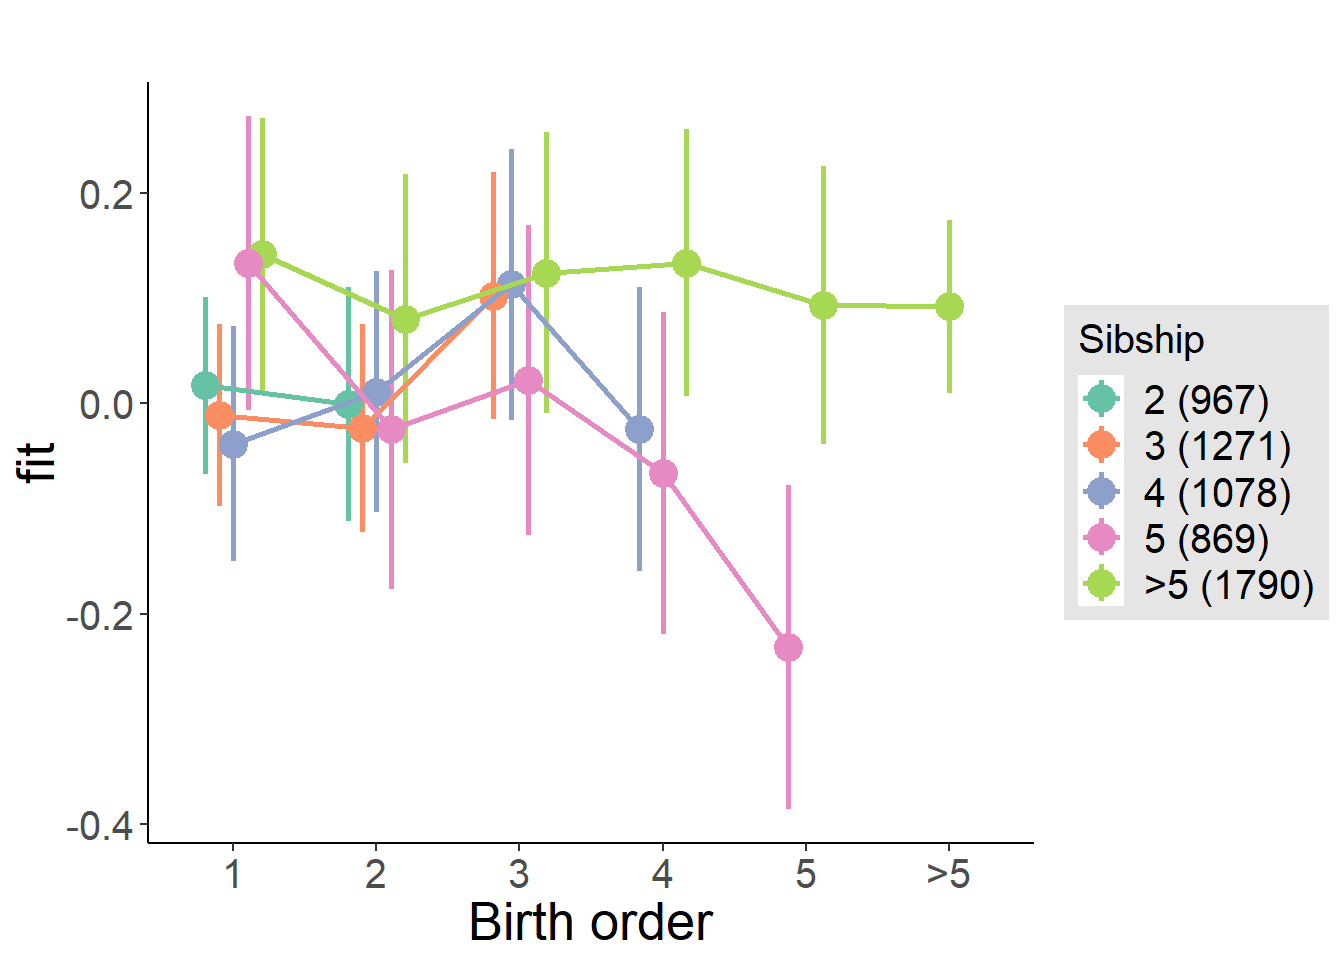 0.2
0.0
-0.2
-0.4
fit
1 2 3 4 5 >5
Birth order
Sibship
2 (967)
3 (1271)
4 (1078)
5 (869)
>5 (1790)